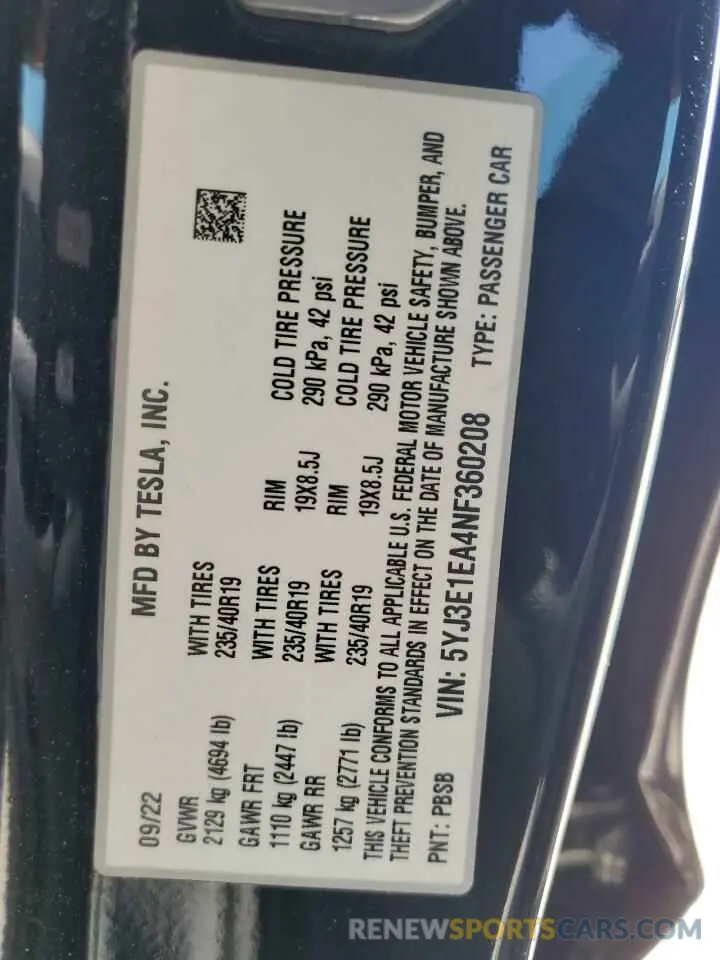 MFD BY TESLA, INC.
09/22
GVWR WITH TIRES
2129 kg (4694 lb) 235/40R19
GAWR FRT WITH TIRES RIM COLD TIRE PRESSURE
1110 kg (2447 lb) 235/40R19 19X8.5J 290 kPa, 42 psi
GAWR RR WITH TIRES RIM COLD TIRE PRESSURE
1257 kg (2771 lb) 235/40R19 19X8.5J 290 kPa, 42 psi
THIS VEHICLE CONFORMS TO ALL APPLICABLE U.S. FEDERAL MOTOR VEHICLE SAFETY, BUMPER, AND
THEFT PREVENTION STANDARDS IN EFFECT ON THE DATE OF MANUFACTURE SHOWN ABOVE.
PNT: PBSB VIN: 5YJ3E1EA4NF360208 TYPE: PASSENGER CAR
RENEWSPORTSCARS.COM